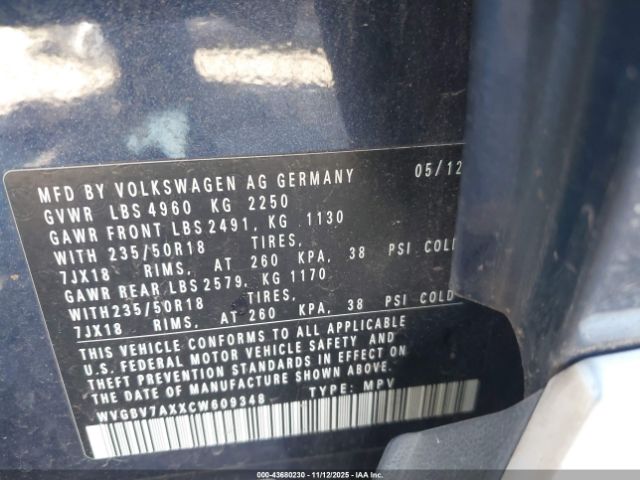 MFD BY VOLKSWAGEN AG GERMANY 05/12
GVWR LBS 4960 KG 2250
GAWR FRONT LBS 2491, KG 1130
WITH 235/50R18 TIRES,
7JX18 RIMS, AT 260 KPA, 38 PSI COLD
GAWR REAR LBS 2579, KG 1170
WITH235/50R18 TIRES,
7JX18 RIMS, AT 260 KPA, 38 PSI COLD
THIS VEHICLE CONFORMS TO ALL APPLICABLE
U.S. FEDERAL MOTOR VEHICLE SAFETY AND
THEFT PREVENTION STANDARDS IN EFFECT ON
THE DATE OF MANUFACTURE SHOWN ABOVE.
WVGBV7AXXCW609348 TYPE: MPV
000-43680230 - 11/12/2025 - iaai.com